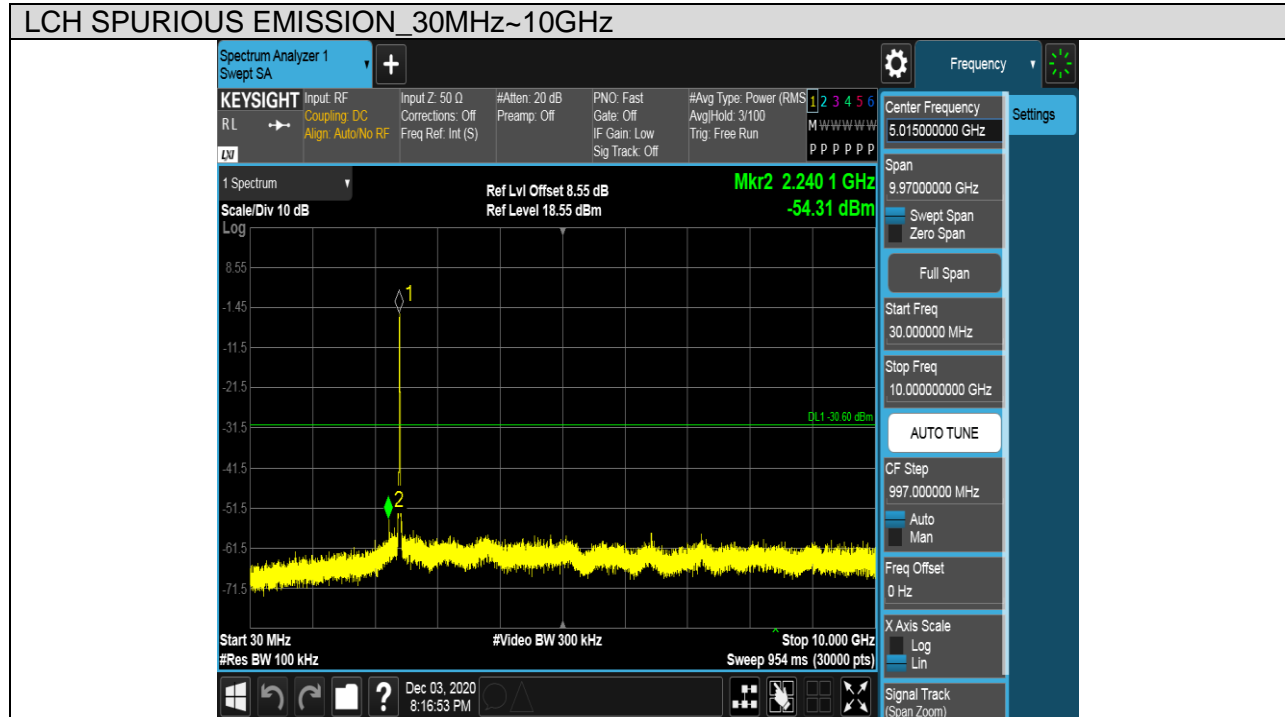 LCH SPURIOUS EMISSION_30MHz~10GHz
Spectrum Analyzer 1
Swept SA
+
Frequency
KEYSIGHT
RL
LXI
Input: RF
Coupling: DC
Align: Auto/No RF
Input Z: 50 Ω
Corrections: Off
Freq Ref: Int (S)
#Atten: 20 dB
Preamp: Off
PNO: Fast
Gate: Off
IF Gain: Low
Sig Track: Off
#Avg Type: Power (RMS
Avg|Hold: 3/100
Trig: Free Run
1 2 3 4 5 6
M W W W W W
P P P P P P
Center Frequency
5.015000000 GHz
Settings
1 Spectrum
Scale/Div 10 dB
Log
Ref Lvl Offset 8.55 dB
Ref Level 18.55 dBm
Mkr2 2.240 1 GHz
-54.31 dBm
8.55
-1.45
-11.5
-21.5
-31.5
-41.5
-51.5
-61.5
-71.5
1
2
DL1 -30.60 dBm
Start 30 MHz
#Res BW 100 kHz
#Video BW 300 kHz
Stop 10.000 GHz
Sweep 954 ms (30000 pts)
Span
9.97000000 GHz
Swept Span
Zero Span
Full Span
Start Freq
30.000000 MHz
Stop Freq
10.000000000 GHz
AUTO TUNE
CF Step
997.000000 MHz
Auto
Man
Freq Offset
0 Hz
X Axis Scale
Log
Lin
Signal Track
(Span Zoom)
?
Dec 03, 2020
8:16:53 PM